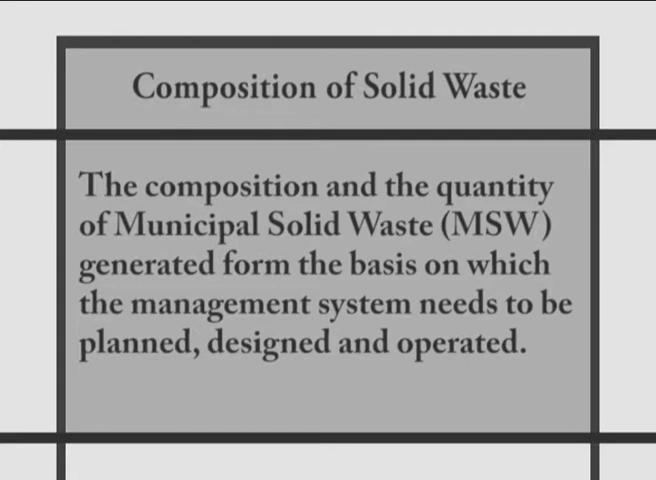 Composition of Solid Waste
The composition and the quantity
of Municipal Solid Waste (MSW)
generated form the basis on which
the management system needs to be
planned, designed and operated.